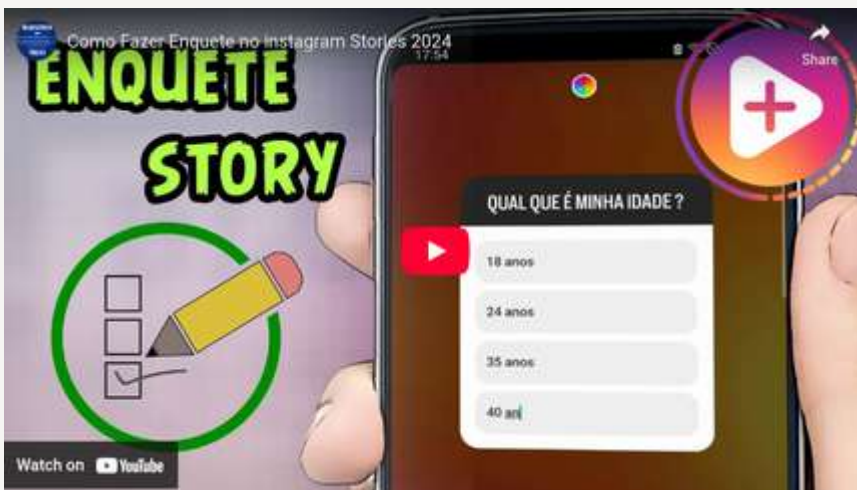 Como Fazer Enquete no instagram Stories 2024
Share
ENQUETE
STORY
17:54
QUAL QUE É MINHA IDADE ?
18 anos
24 anos
35 anos
40 an
Watch on YouTube